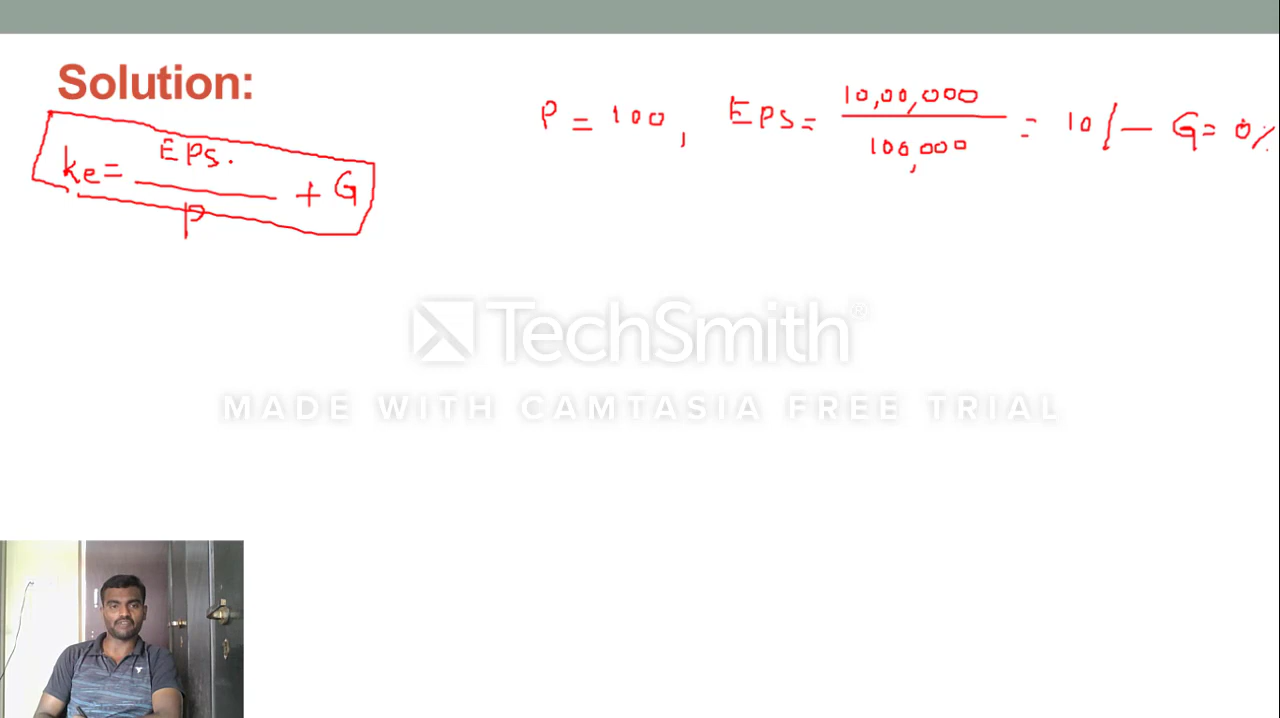 Solution:
P = 100, EPS = 10,00,000 / 100,000 = 10/- G = 0%
ke = EPS. / P + G
TechSmith®
MADE WITH CAMTASIA FREE TRIAL